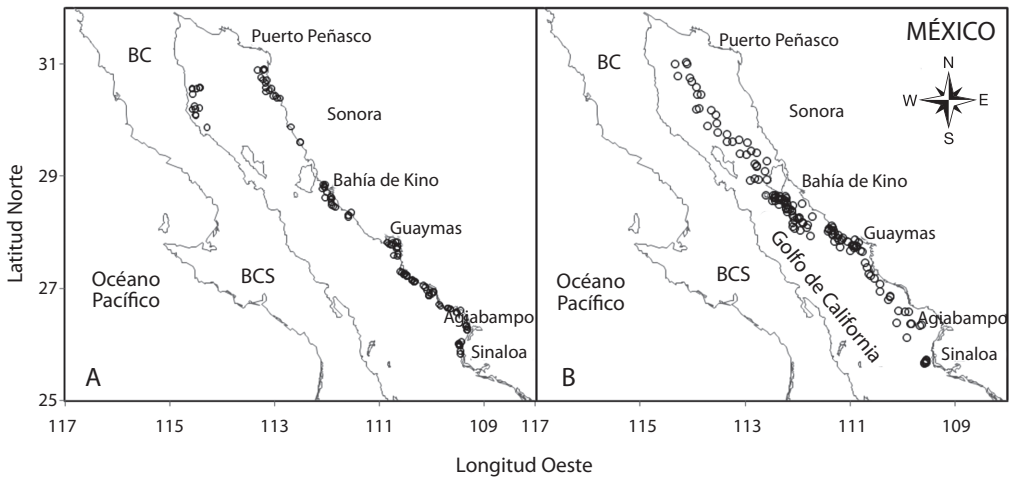 Puerto Peñasco
BC
31
Sonora
29
Bahía de Kino
Guaymas
Latitud Norte
Océano
Pacífico
BCS
27
Agiabampo
Sinaloa
A
25
117
115
113
111
109
Puerto Peñasco
MÉXICO
BC
N
W
E
S
Sonora
Bahía de Kino
Guaymas
Golfo de California
Océano
Pacífico
BCS
Agiabampo
Sinaloa
B
117
115
113
111
109
Longitud Oeste